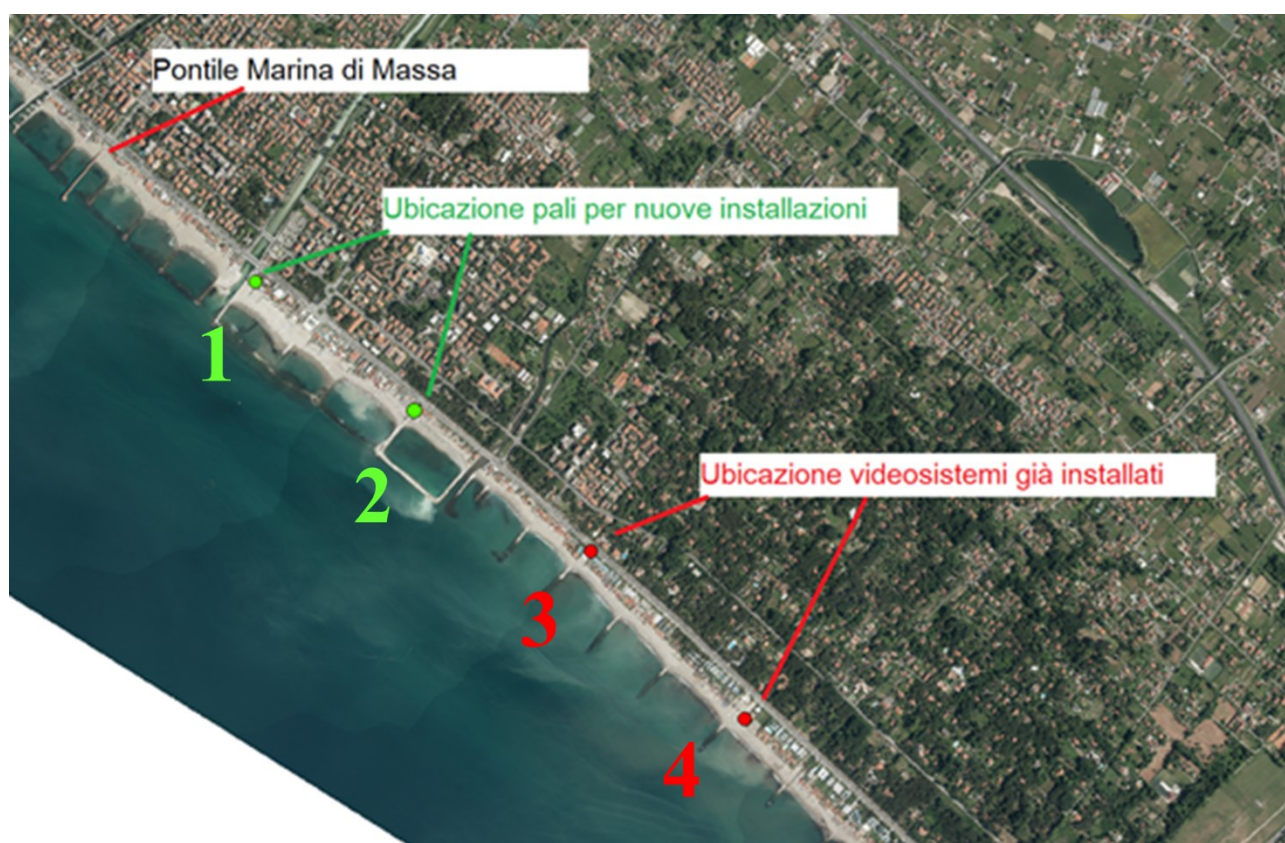 Pontile Marina di Massa
Ubicazione pali per nuove installazioni
1
2
Ubicazione videosistemi già installati
3
4